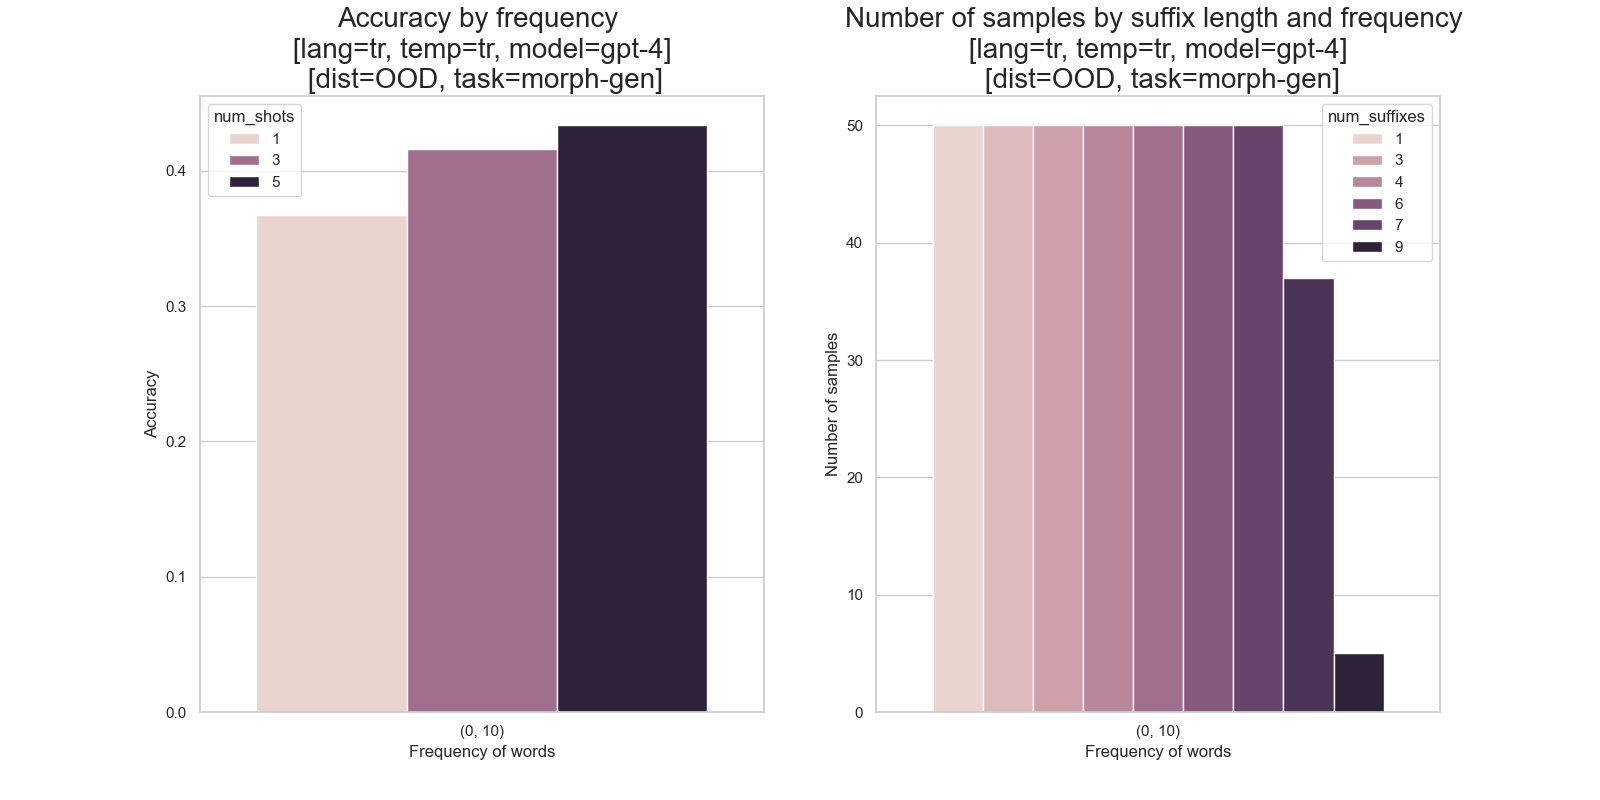 Accuracy by frequency
[lang=tr, temp=tr, model=gpt-4]
[dist=OOD, task=morph-gen]
num_shots
1
3
5
0.4
0.3
0.2
0.1
0.0
Accuracy
(0, 10)
Frequency of words
Number of samples by suffix length and frequency
[lang=tr, temp=tr, model=gpt-4]
[dist=OOD, task=morph-gen]
num_suffixes
1
3
4
6
7
9
50
40
30
20
10
0
Number of samples
(0, 10)
Frequency of words